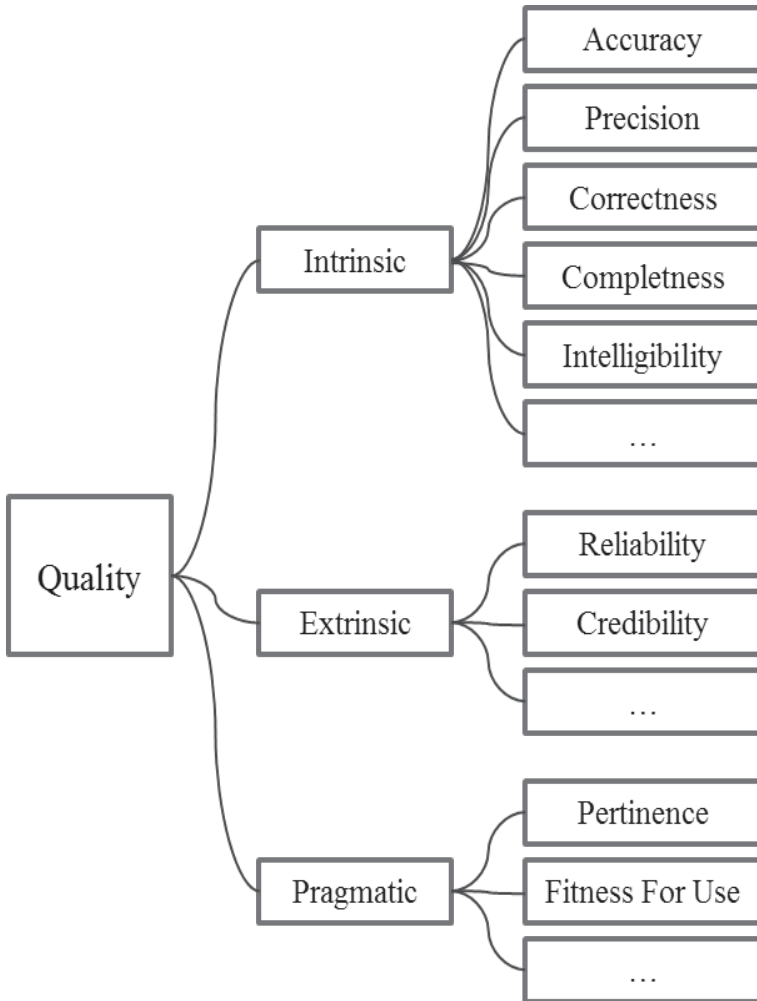 Quality
Intrinsic
Accuracy
Precision
Correctness
Completness
Intelligibility
…
Extrinsic
Reliability
Credibility
…
Pragmatic
Pertinence
Fitness For Use
…